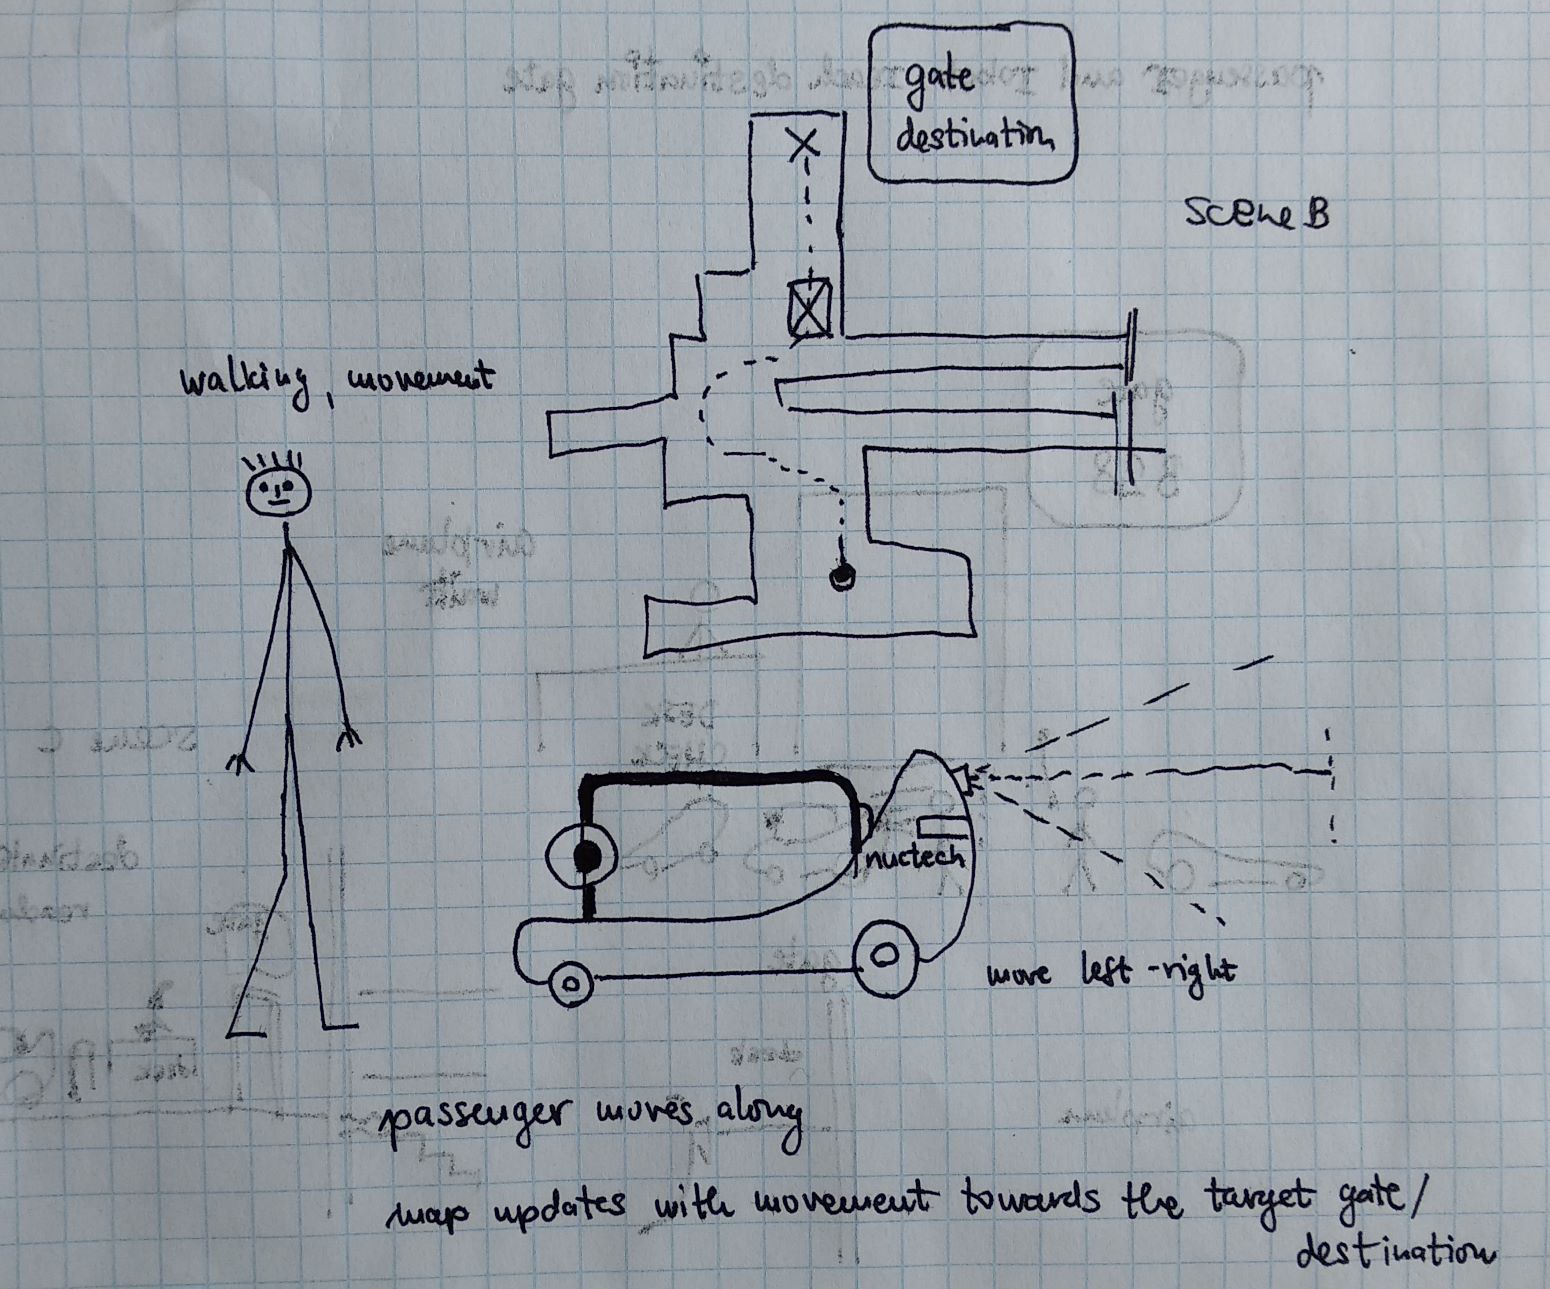 gate
destination
Scene B
walking, movement
nuctech
move left-right
passenger moves along
map updates with movement towards the target gate/
destination